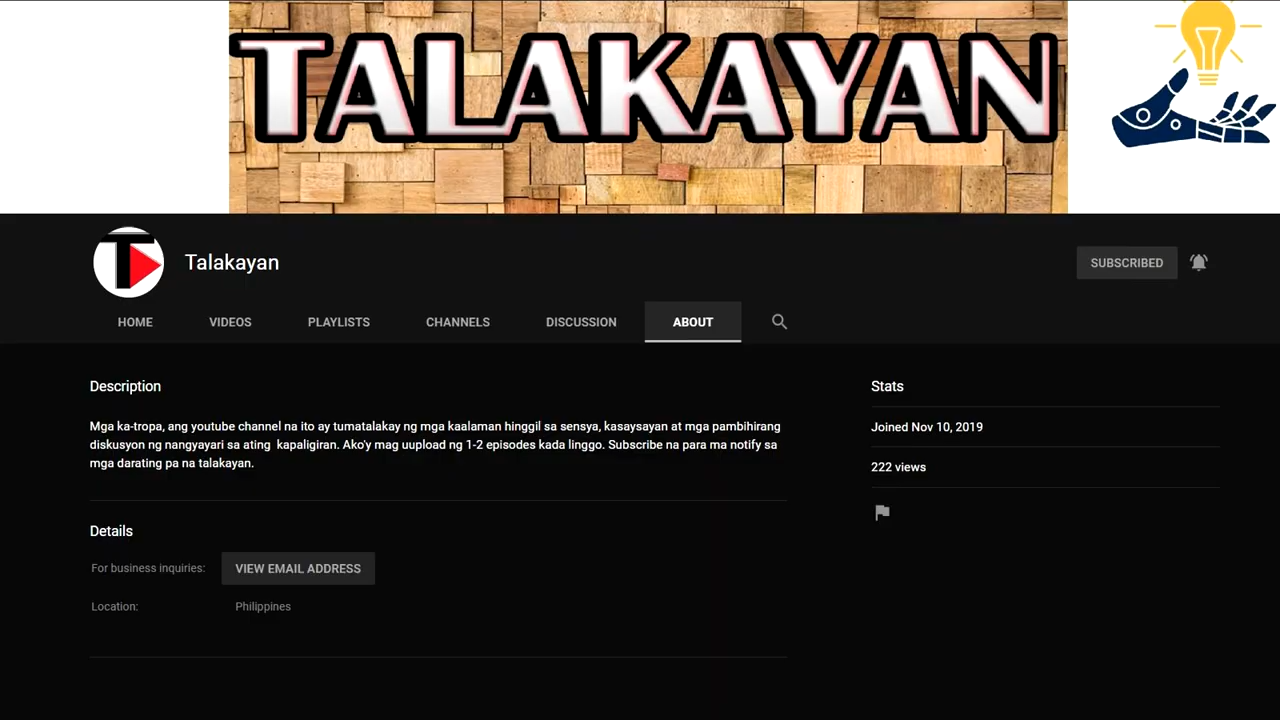 TALAKAYAN
Talakayan
SUBSCRIBED
HOME VIDEOS PLAYLISTS CHANNELS DISCUSSION ABOUT
Description
Mga ka-tropa, ang youtube channel na ito ay tumatalakay ng mga kaalaman hinggil sa sensya, kasaysayan at mga pambihirang
diskusyon ng nangyayari sa ating kapaligiran. Ako'y mag uupload ng 1-2 episodes kada linggo. Subscribe na para ma notify sa
mga darating pa na talakayan.
Details
For business inquiries: VIEW EMAIL ADDRESS
Location: Philippines
Stats
Joined Nov 10, 2019
222 views